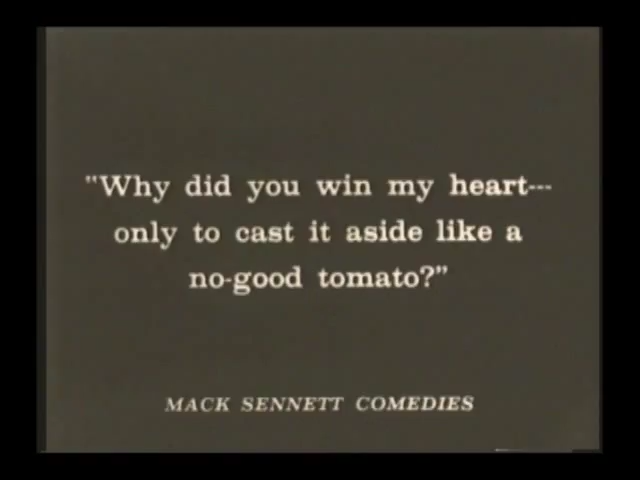 "Why did you win my heart---
only to cast it aside like a
no-good tomato?"
MACK SENNETT COMEDIES